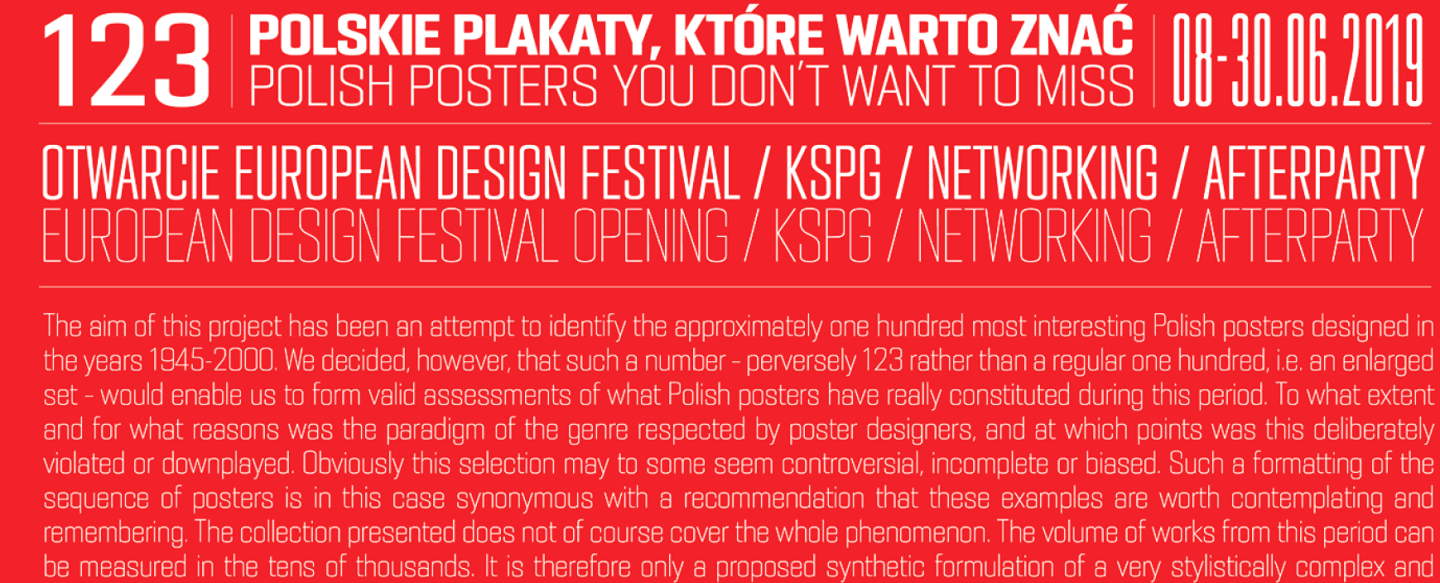 123 POLSKIE PLAKATY, KTÓRE WARTO ZNAĆ 08-30.06.2019
POLISH POSTERS YOU DON'T WANT TO MISS
OTWARCIE EUROPEAN DESIGN FESTIVAL / KSPG / NETWORKING / AFTERPARTY
EUROPEAN DESIGN FESTIVAL OPENING / KSPG / NETWORKING / AFTERPARTY
The aim of this project has been an attempt to identify the approximately one hundred most interesting Polish posters designed in
the years 1945-2000. We decided, however, that such a number - perversely 123 rather than a regular one hundred, i.e. an enlarged
set - would enable us to form valid assessments of what Polish posters have really constituted during this period. To what extent
and for what reasons was the paradigm of the genre respected by poster designers, and at which points was this deliberately
violated or downplayed. Obviously this selection may to some seem controversial, incomplete or biased. Such a formatting of the
sequence of posters is in this case synonymous with a recommendation that these examples are worth contemplating and
remembering. The collection presented does not of course cover the whole phenomenon. The volume of works from this period can
be measured in the tens of thousands. It is therefore only a proposed synthetic formulation of a very stylistically complex and